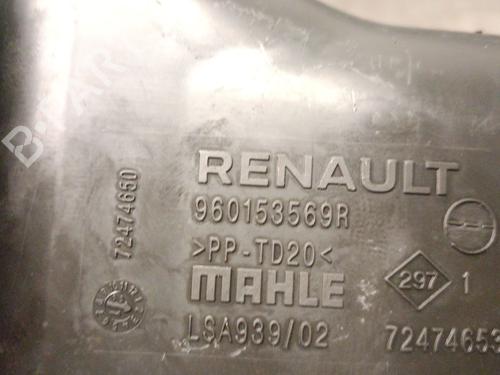 RENAULT
960153569R
>PP-TD20<
MAHLE
297 1
LSA939/02
72474653
72474650